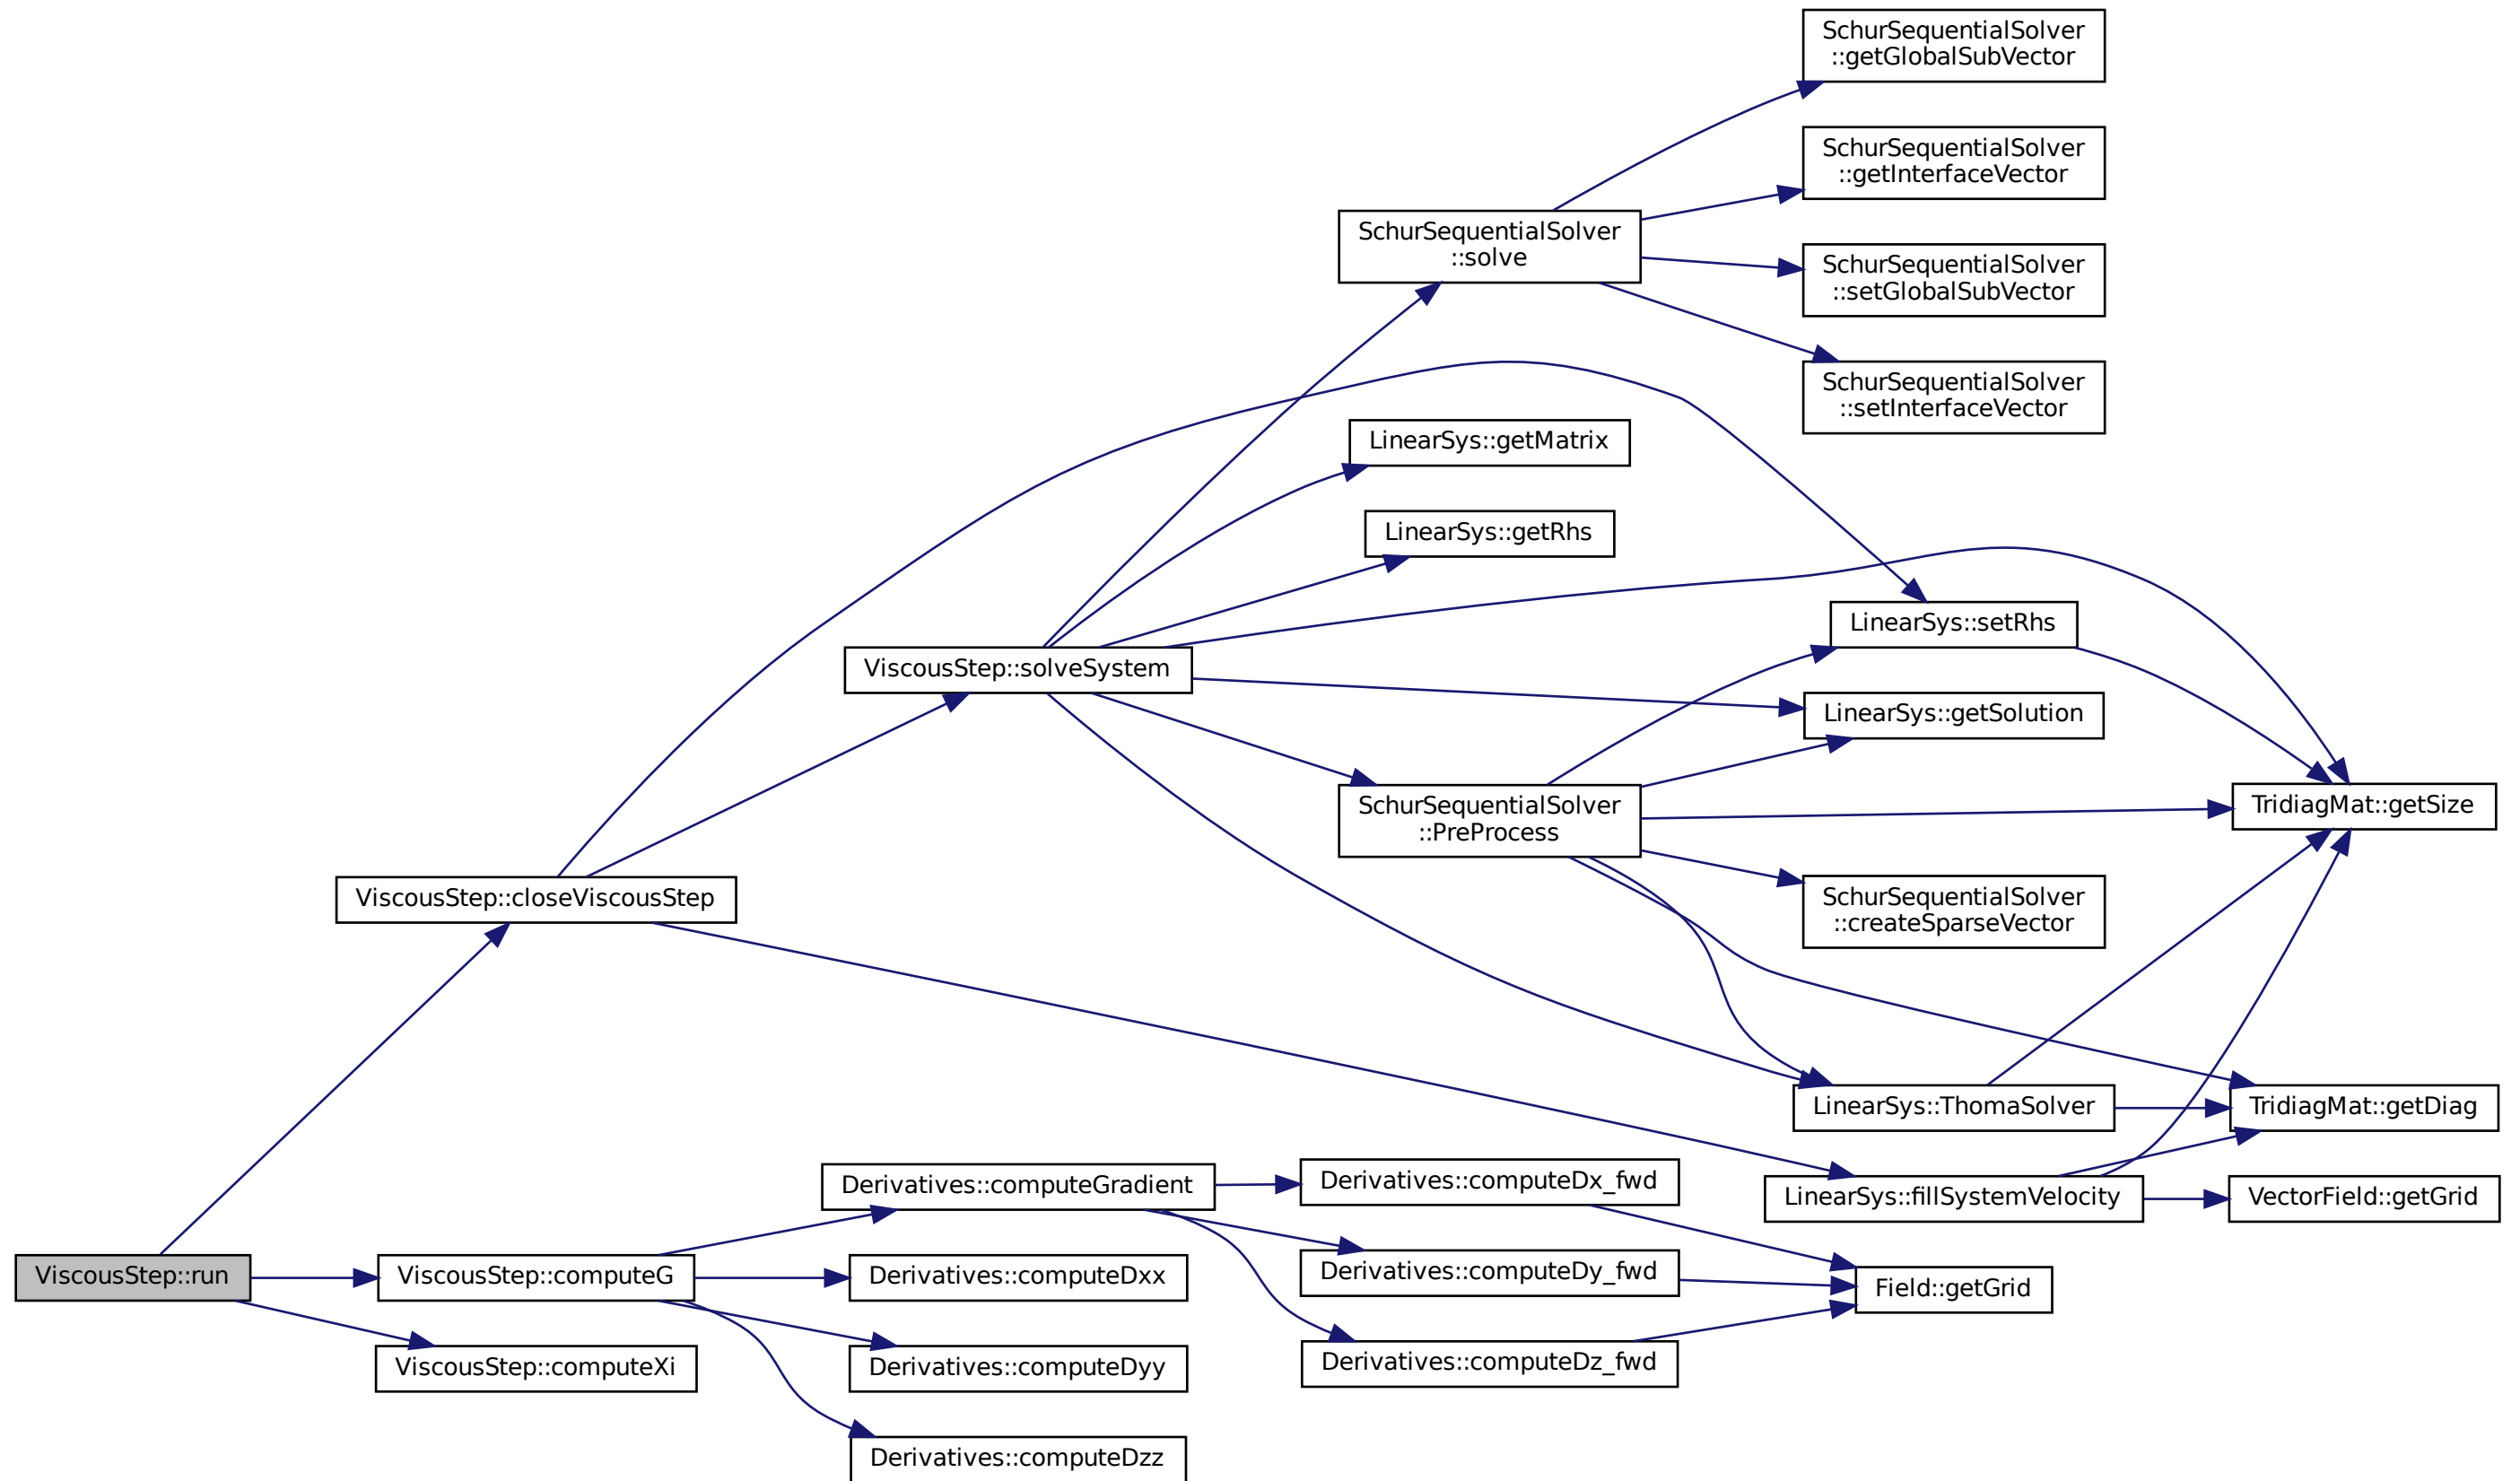 SchurSequentialSolver
::getGlobalSubVector
SchurSequentialSolver
::getInterfaceVector
SchurSequentialSolver
::solve
SchurSequentialSolver
::setGlobalSubVector
SchurSequentialSolver
::setInterfaceVector
LinearSys::getMatrix
LinearSys::getRhs
LinearSys::setRhs
ViscousStep::solveSystem
LinearSys::getSolution
SchurSequentialSolver
::PreProcess
TridiagMat::getSize
ViscousStep::closeViscousStep
SchurSequentialSolver
::createSparseVector
LinearSys::ThomaSolver
TridiagMat::getDiag
Derivatives::computeGradient
Derivatives::computeDx_fwd
LinearSys::fillSystemVelocity
VectorField::getGrid
ViscousStep::run
ViscousStep::computeG
Derivatives::computeDxx
Derivatives::computeDy_fwd
Field::getGrid
ViscousStep::computeXi
Derivatives::computeDyy
Derivatives::computeDz_fwd
Derivatives::computeDzz